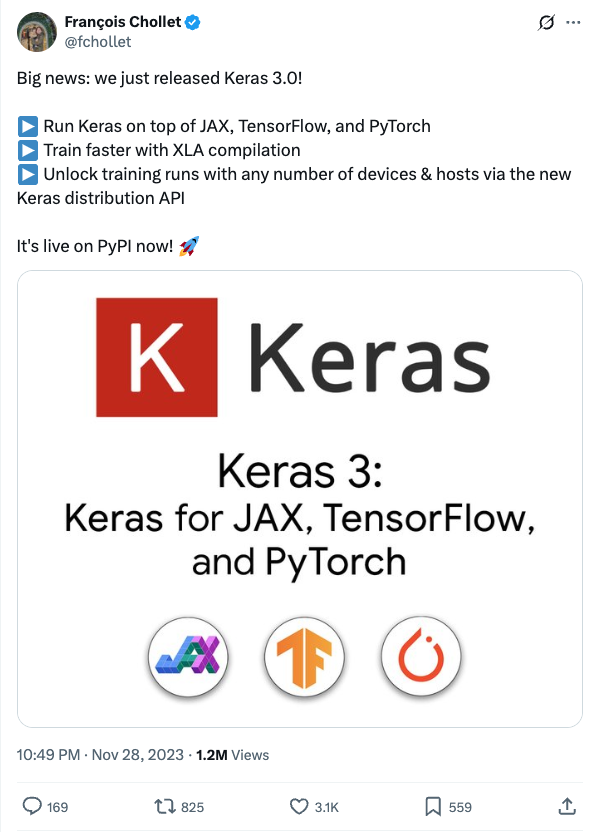 François Chollet
@fchollet
Big news: we just released Keras 3.0!
▶️ Run Keras on top of JAX, TensorFlow, and PyTorch
▶️ Train faster with XLA compilation
▶️ Unlock training runs with any number of devices & hosts via the new
Keras distribution API
It's live on PyPI now! 🚀
K Keras
Keras 3:
Keras for JAX, TensorFlow,
and PyTorch
JAX TF
10:49 PM · Nov 28, 2023 · 1.2M Views
169 825 3.1K 559